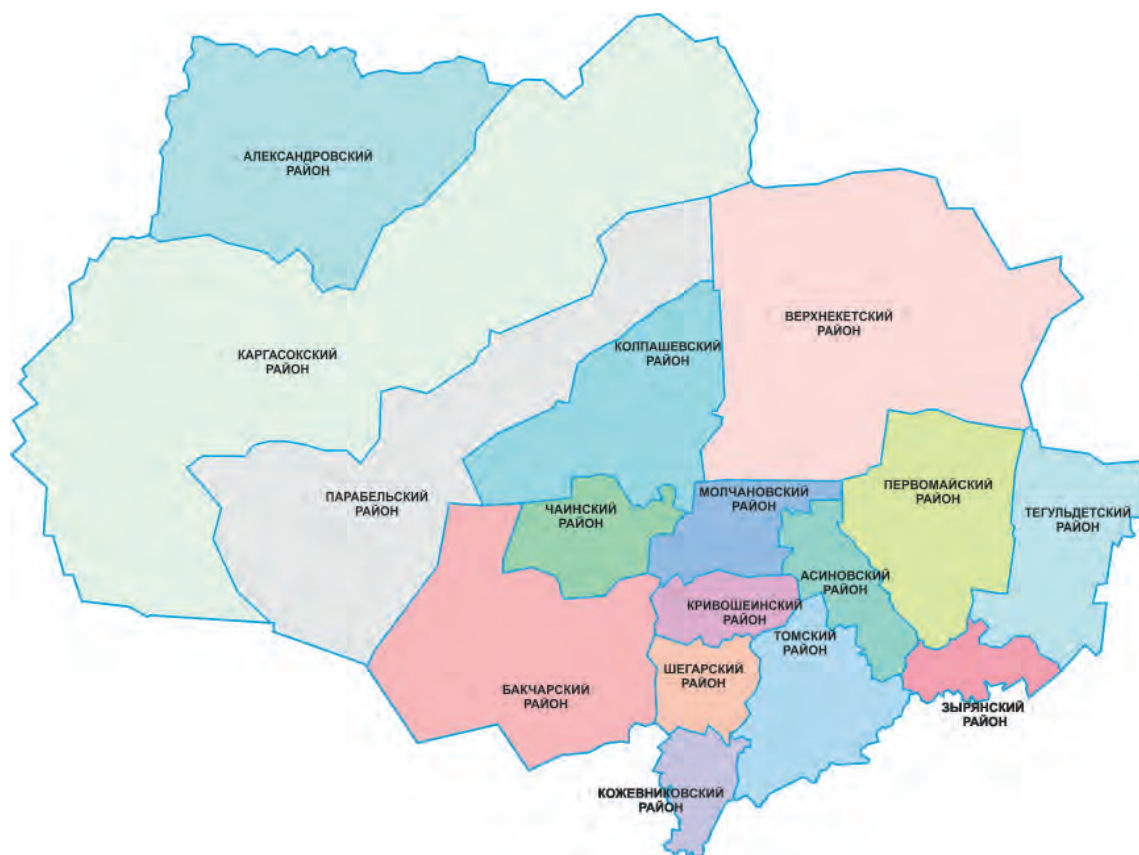 АЛЕКСАНДРОВСКИЙ
РАЙОН
КАРГАСОКСКИЙ
РАЙОН
ВЕРХНЕКЕТСКИЙ
РАЙОН
КОЛПАШЕВСКИЙ
РАЙОН
ПАРАБЕЛЬСКИЙ
РАЙОН
ЧАИНСКИЙ
РАЙОН
МОЛЧАНОВСКИЙ
РАЙОН
ПЕРВОМАЙСКИЙ
РАЙОН
ТЕГУЛЬДЕТСКИЙ
РАЙОН
АСИНОВСКИЙ
РАЙОН
КРИВОШЕИНСКИЙ
РАЙОН
ТОМСКИЙ
РАЙОН
ШЕГАРСКИЙ
РАЙОН
БАКЧАРСКИЙ
РАЙОН
ЗЫРЯНСКИЙ
РАЙОН
КОЖЕВНИКОВСКИЙ
РАЙОН